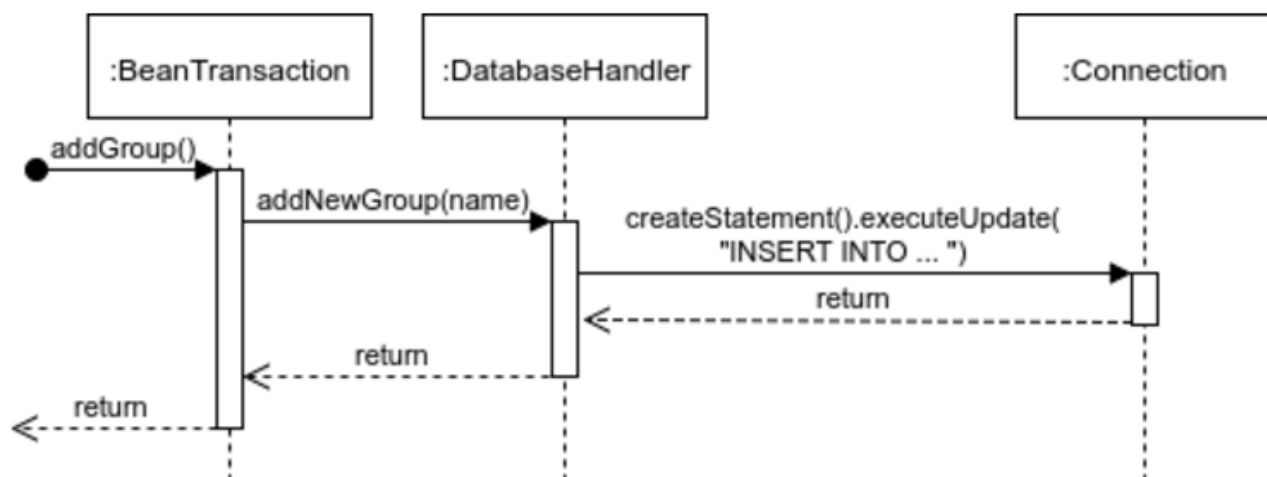 :BeanTransaction
:DatabaseHandler
:Connection
addGroup()
addNewGroup(name)
createStatement().executeUpdate(
"INSERT INTO ... ")
return
return
return